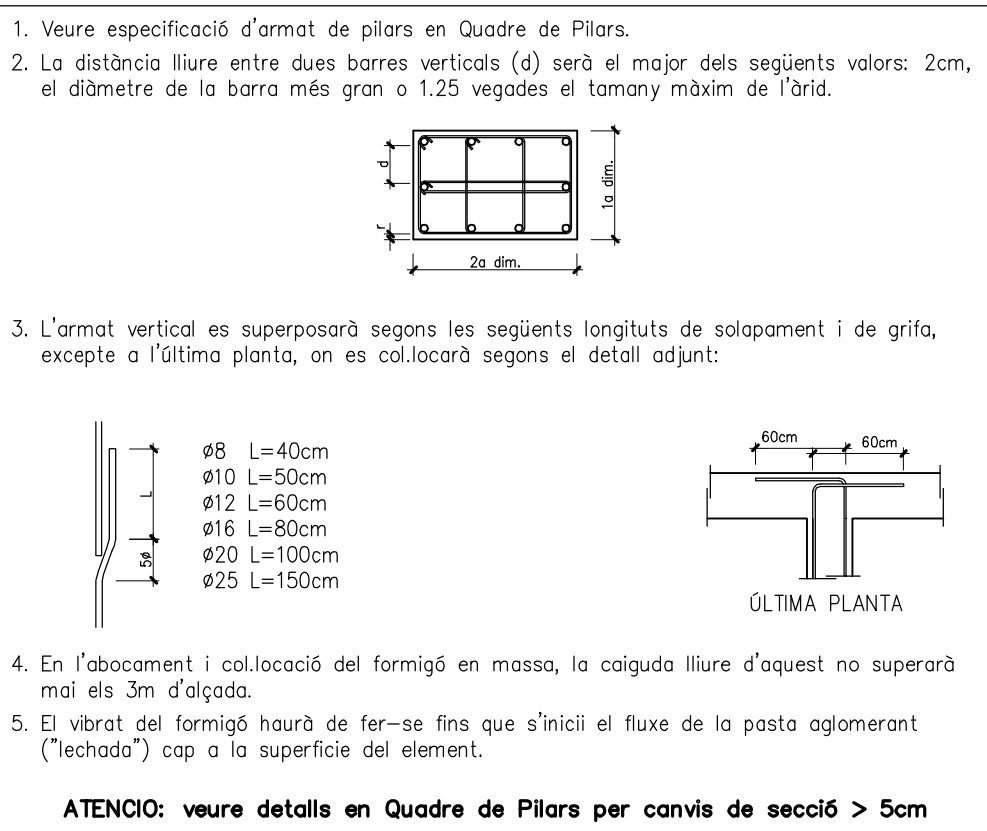 1. Veure especificació d'armat de pilars en Quadre de Pilars.
2. La distància lliure entre dues barres verticals (d) serà el major dels següents valors: 2cm,
el diàmetre de la barra més gran o 1.25 vegades el tamany màxim de l'àrid.
d
1a dim.
r
2a dim.
3. L'armat vertical es superposarà segons les següents longituts de solapament i de grifa,
excepte a l'última planta, on es col.locarà segons el detall adjunt:
L
5ø
ø8 L=40cm
ø10 L=50cm
ø12 L=60cm
ø16 L=80cm
ø20 L=100cm
ø25 L=150cm
60cm 60cm
ÚLTIMA PLANTA
4. En l'abocament i col.locació del formigó en massa, la caiguda lliure d'aquest no superarà
mai els 3m d'alçada.
5. El vibrat del formigó haurà de fer-se fins que s'inicii el fluxe de la pasta aglomerant
("lechada") cap a la superficie del element.
ATENCIO: veure detalls en Quadre de Pilars per canvis de secció > 5cm